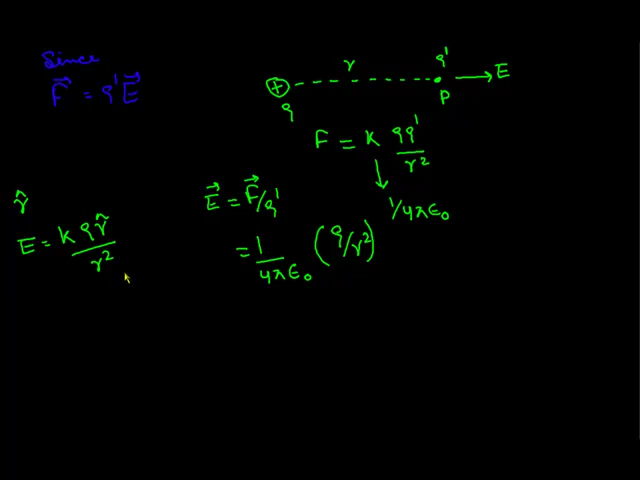 Since
F⃗ = q' E⃗
r
q'
E
+
q
P
F = K qq'/r²
1/4πε₀
r̂
E⃗ = F⃗/q'
E = K q r̂/r²
= 1/4πε₀ (q/r²)